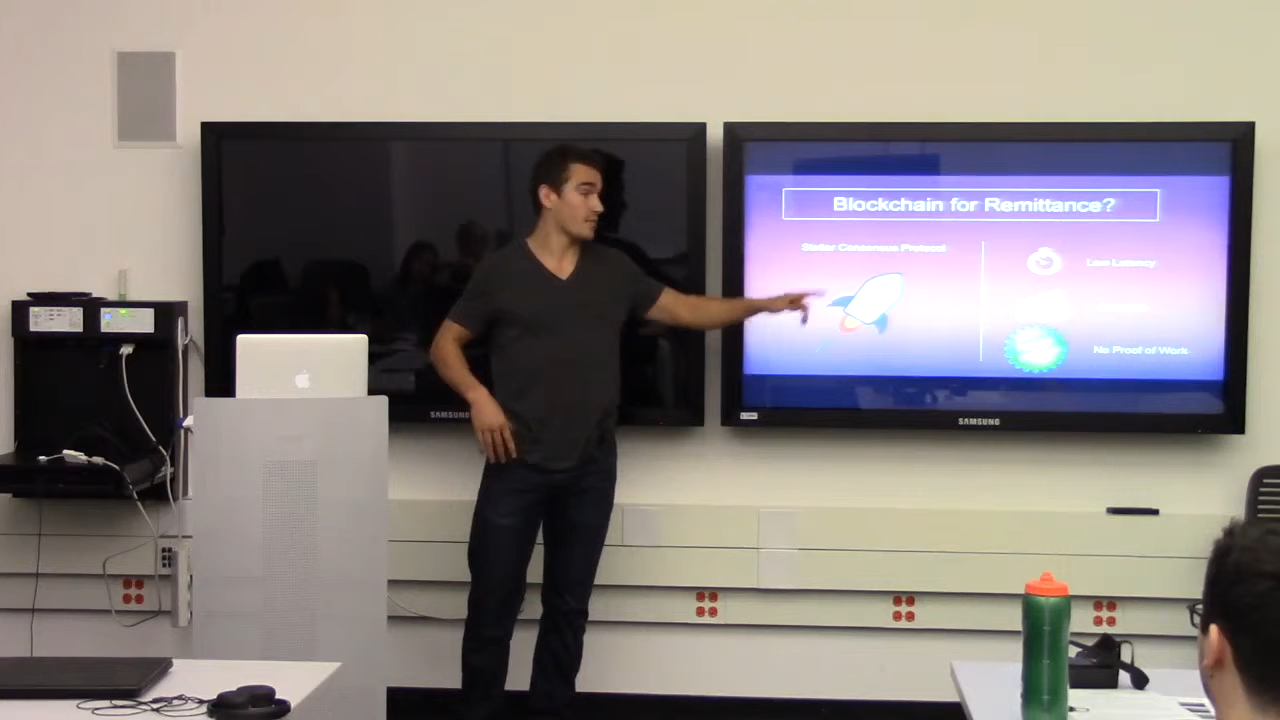 Blockchain for Remittance?
Stellar Consensus Protocol
Low Latency
No Proof of Work
SAMSUNG
SAMSUNG